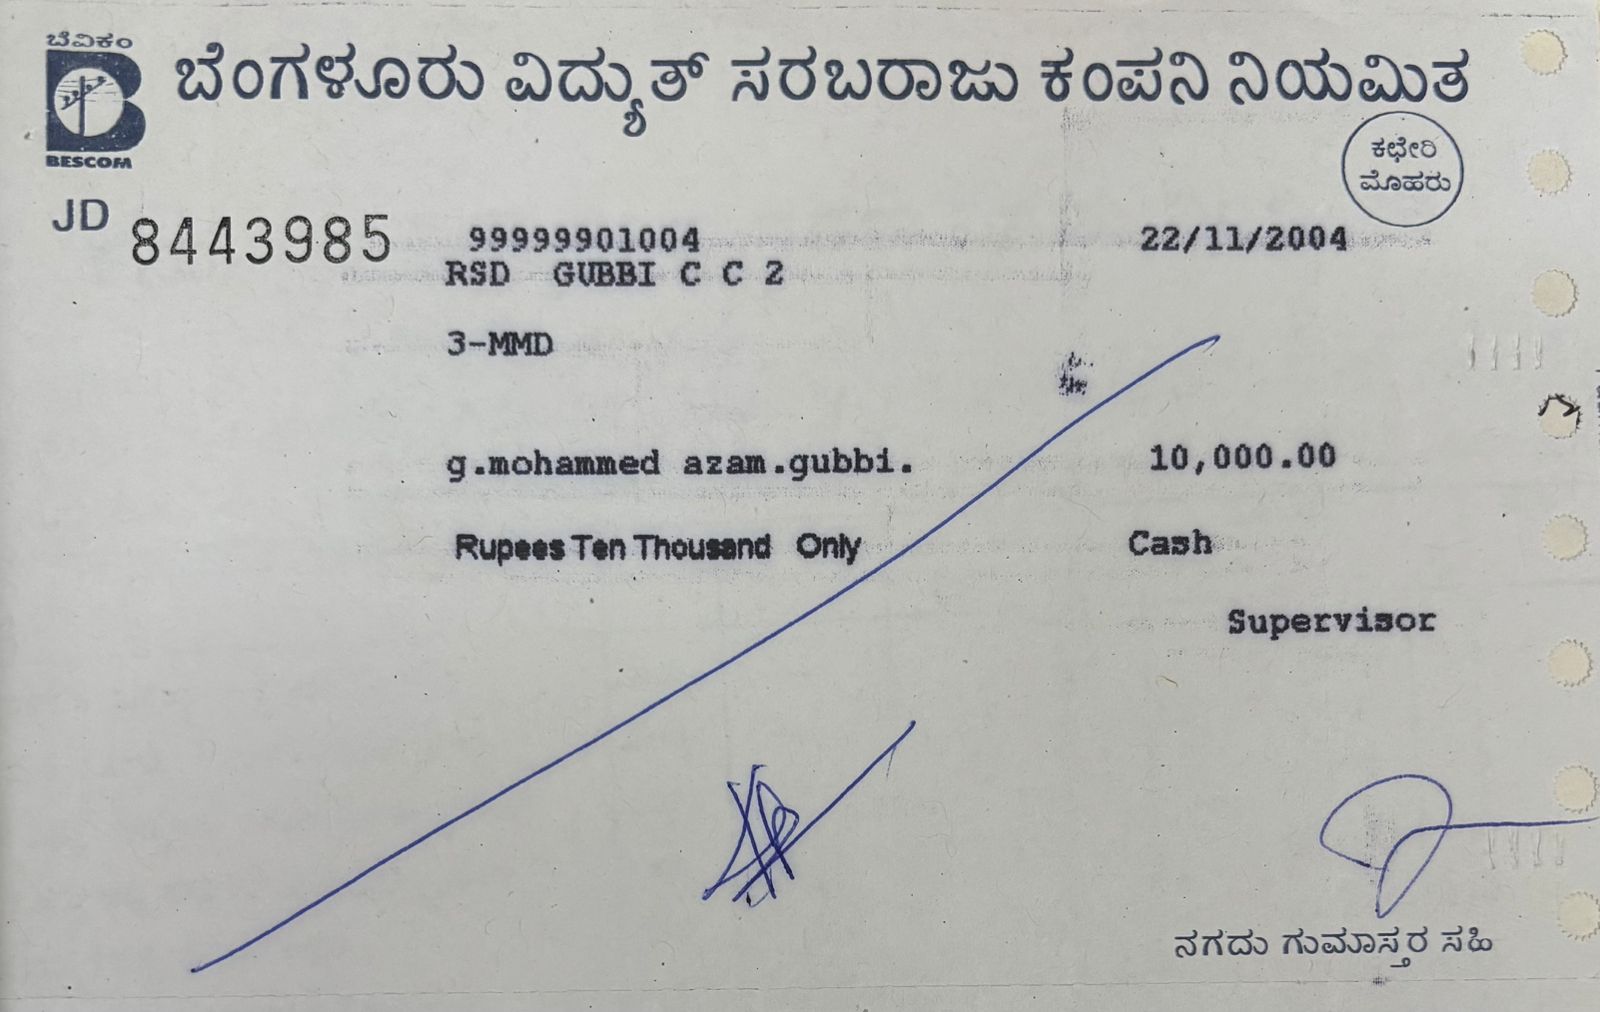 ಬೆವಿಕಂ
BESCOM
ಬೆಂಗಳೂರು ವಿದ್ಯುತ್ ಸರಬರಾಜು ಕಂಪನಿ ನಿಯಮಿತ
ಕಛೇರಿ
ಮೊಹರು
JD 8443985
99999901004 22/11/2004
RSD GUBBI C C 2
3-MMD
g.mohammed azam.gubbi. 10,000.00
Rupees Ten Thousand Only Cash
Supervisor
ನಗದು ಗುಮಾಸ್ತರ ಸಹಿ